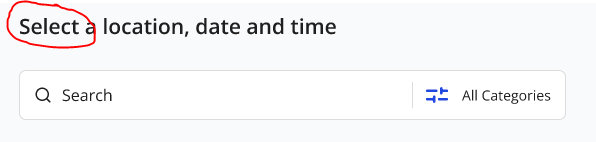 Select a location, date and time
Search All Categories